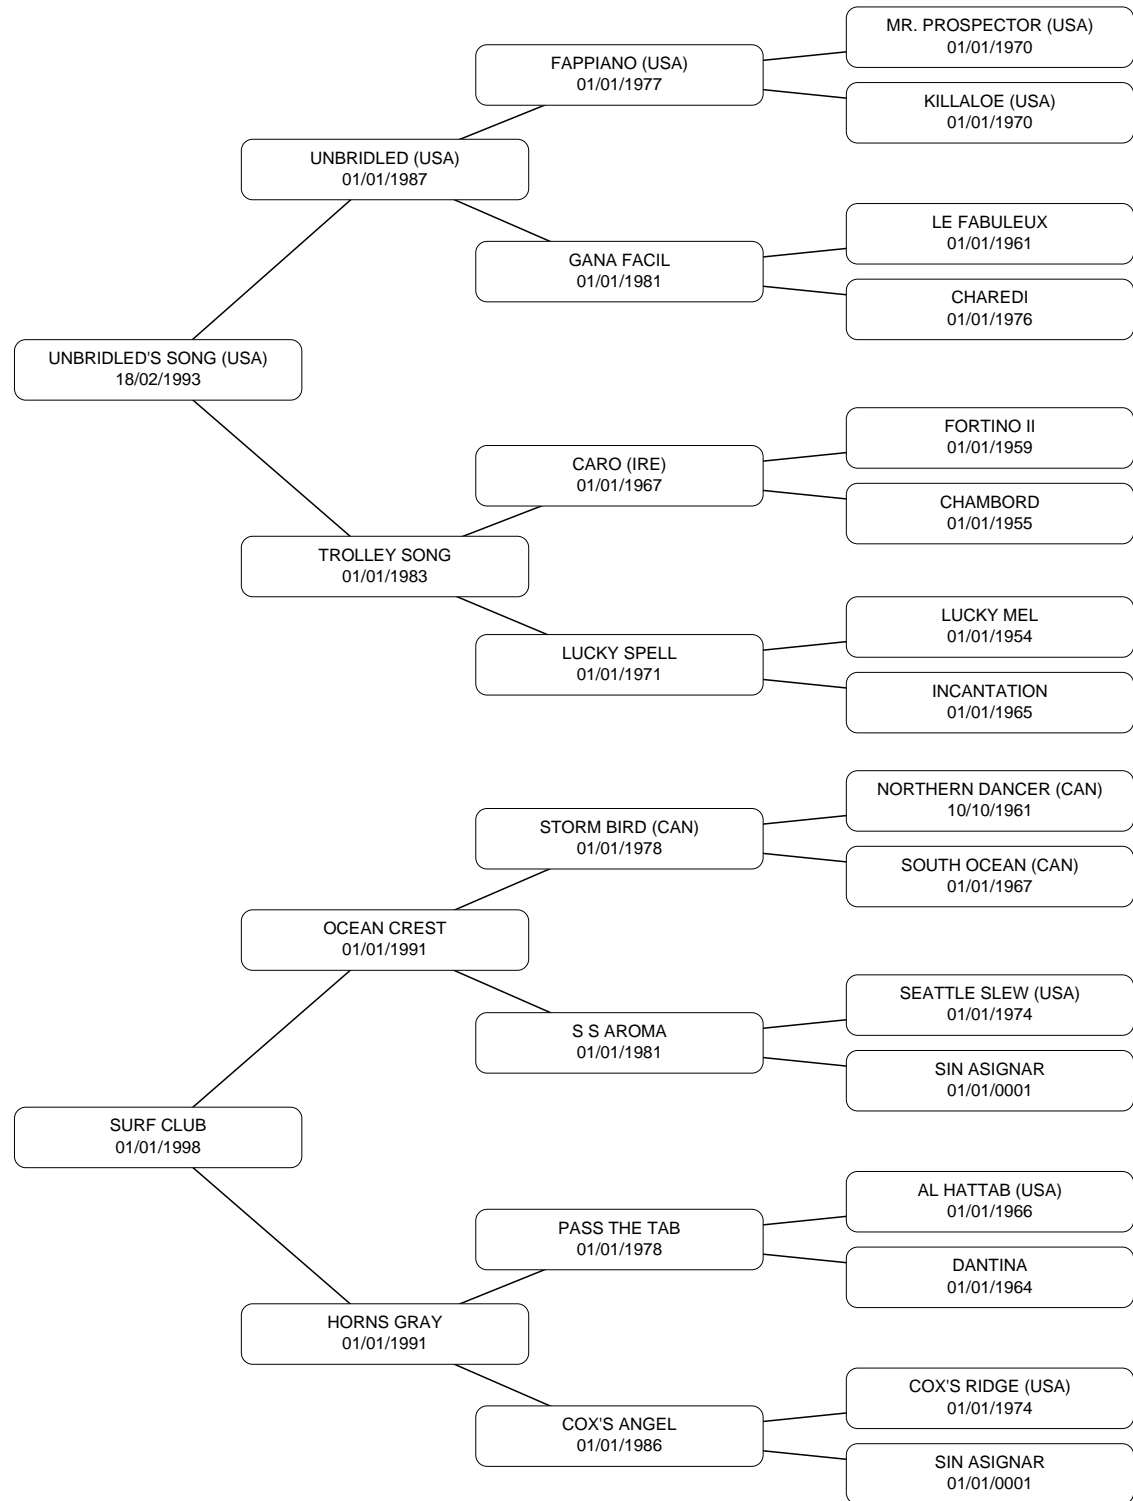 MR. PROSPECTOR (USA)
01/01/1970
FAPPIANO (USA)
01/01/1977
KILLALOE (USA)
01/01/1970
UNBRIDLED (USA)
01/01/1987
LE FABULEUX
01/01/1961
GANA FACIL
01/01/1981
CHAREDI
01/01/1976
UNBRIDLED'S SONG (USA)
18/02/1993
FORTINO II
01/01/1959
CARO (IRE)
01/01/1967
CHAMBORD
01/01/1955
TROLLEY SONG
01/01/1983
LUCKY MEL
01/01/1954
LUCKY SPELL
01/01/1971
INCANTATION
01/01/1965
NORTHERN DANCER (CAN)
10/10/1961
STORM BIRD (CAN)
01/01/1978
SOUTH OCEAN (CAN)
01/01/1967
OCEAN CREST
01/01/1991
SEATTLE SLEW (USA)
01/01/1974
S S AROMA
01/01/1981
SIN ASIGNAR
01/01/0001
SURF CLUB
01/01/1998
AL HATTAB (USA)
01/01/1966
PASS THE TAB
01/01/1978
DANTINA
01/01/1964
HORNS GRAY
01/01/1991
COX'S RIDGE (USA)
01/01/1974
COX'S ANGEL
01/01/1986
SIN ASIGNAR
01/01/0001